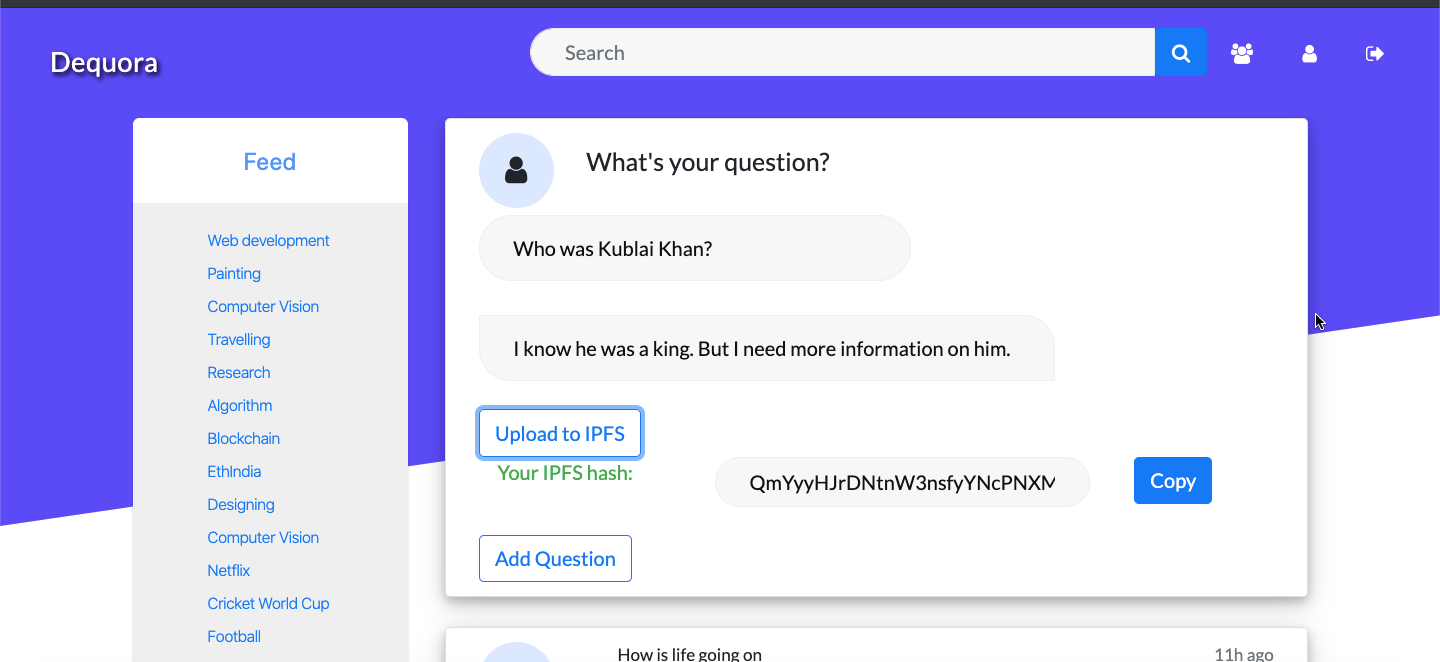 Dequora
Search
Feed
Web development
Painting
Computer Vision
Travelling
Research
Algorithm
Blockchain
EthIndia
Designing
Computer Vision
Netflix
Cricket World Cup
Football
What's your question?
Who was Kublai Khan?
I know he was a king. But I need more information on him.
Upload to IPFS
Your IPFS hash:
QmYyyHJrDNtnW3nsfyYNcPNXM
Copy
Add Question
How is life going on
11h ago